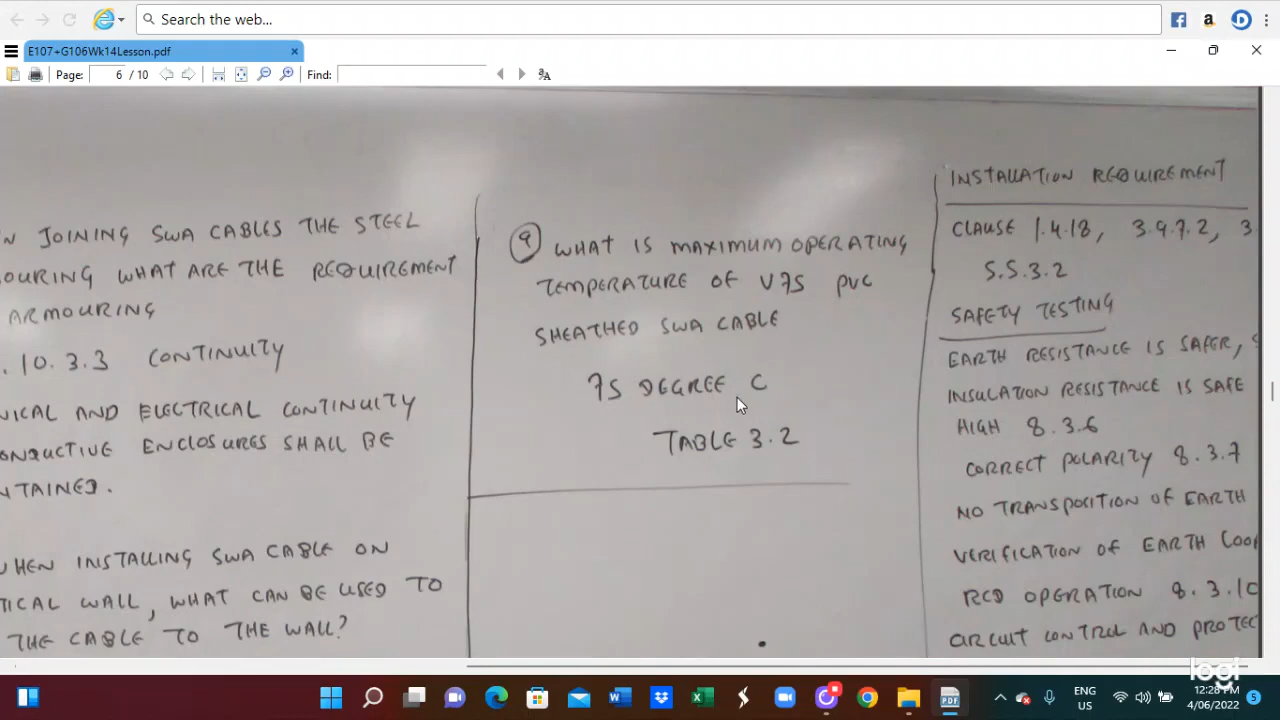 Search the web...
E107+G106Wk14Lesson.pdf
Page: 6 / 10 Find:
N JOINING SWA CABLES THE STEEL
OURING WHAT ARE THE REQUIREMENT
ARMOURING
. 10.3.3 CONTINUITY
NICAL AND ELECTRICAL CONTINUITY
ONDUCTIVE ENCLOSURES SHALL BE
NTAINED.
WHEN INSTALLING SWA CABLE ON
TICAL WALL, WHAT CAN BE USED TO
THE CABLE TO THE WALL?
9 WHAT IS MAXIMUM OPERATING
TEMPERATURE OF V75 PVC
SHEATHED SWA CABLE
75 DEGREE C
TABLE 3.2
INSTALLATION REQUIREMENT
CLAUSE 1.4.18, 3.9.7.2, 3
5.5.3.2
SAFETY TESTING
EARTH RESISTANCE IS SAFER,
INSULATION RESISTANCE IS SAFE
HIGH 8.3.6
CORRECT POLARITY 8.3.7
NO TRANSPOSITION OF EARTH
VERIFICATION OF EARTH
RCD OPERATION 8.3.10
CIRCUIT CONTROL AND PROTEC
logi
ENG
US
12:28 PM
4/06/2022
5